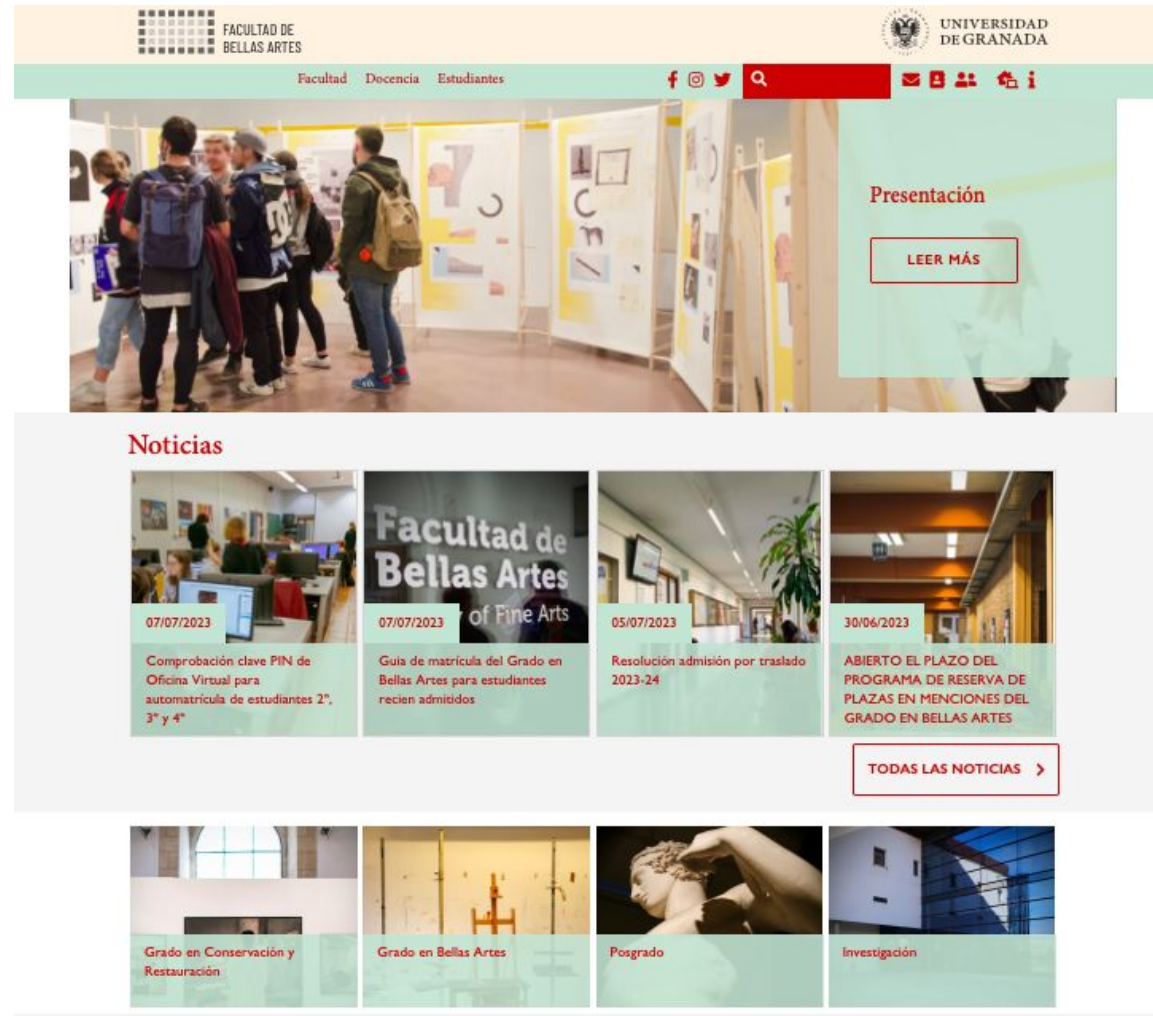 FACULTAD DE
BELLAS ARTES
UNIVERSIDAD
DE GRANADA
Facultad Docencia Estudiantes
Presentación
LEER MÁS
Noticias
07/07/2023
Comprobación clave PIN de
Oficina Virtual para
automatrícula de estudiantes 2º,
3º y 4º
Facultad de
Bellas Artes
of Fine Arts
07/07/2023
Guia de matrícula del Grado en
Bellas Artes para estudiantes
recien admitidos
05/07/2023
Resolución admisión por traslado
2023-24
30/06/2023
ABIERTO EL PLAZO DEL
PROGRAMA DE RESERVA DE
PLAZAS EN MENCIONES DEL
GRADO EN BELLAS ARTES
TODAS LAS NOTICIAS
Grado en Conservación y
Restauración
Grado en Bellas Artes
Posgrado
Investigación